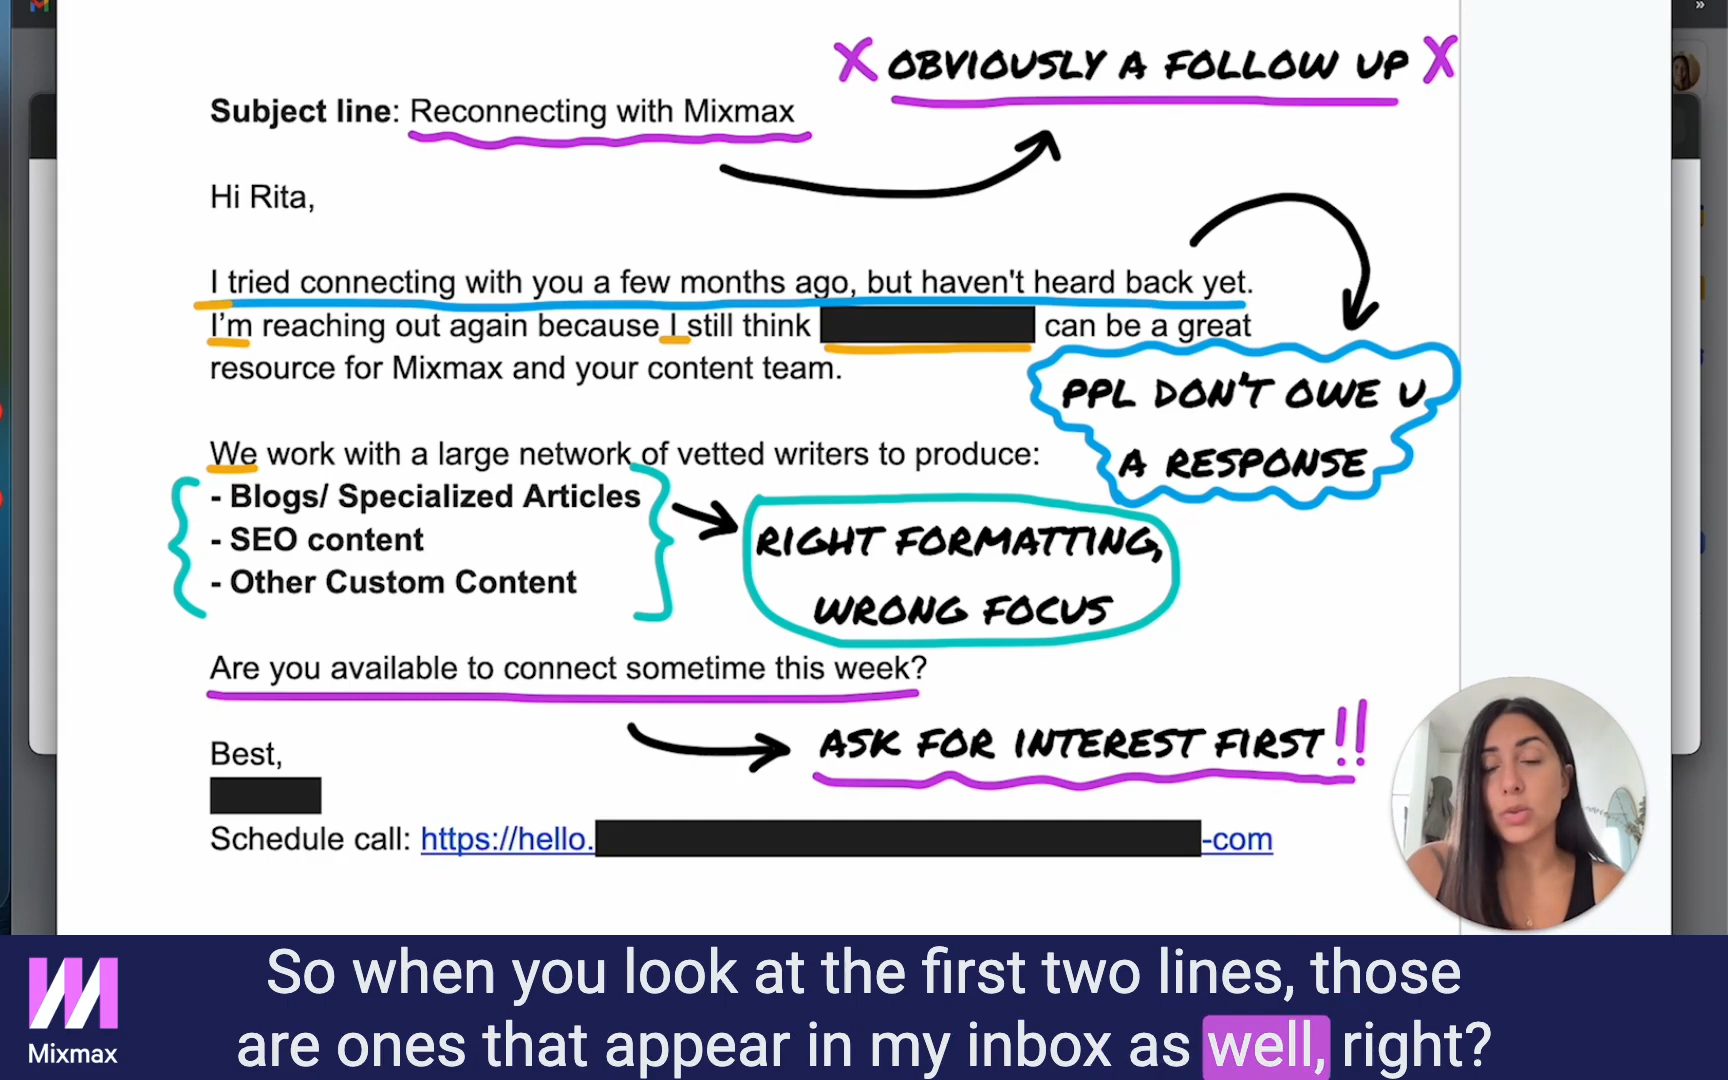 »
X OBVIOUSLY A FOLLOW UP X
Subject line: Reconnecting with Mixmax
Hi Rita,
I tried connecting with you a few months ago, but haven't heard back yet.
I'm reaching out again because I still think can be a great
resource for Mixmax and your content team.
PPL DON'T OWE U
A RESPONSE
We work with a large network of vetted writers to produce:
- Blogs/ Specialized Articles
- SEO content
- Other Custom Content
RIGHT FORMATTING,
WRONG FOCUS
Are you available to connect sometime this week?
ASK FOR INTEREST FIRST!!
Best,
Schedule call: https://hello. -com
So when you look at the first two lines, those
are ones that appear in my inbox as well, right?
Mixmax